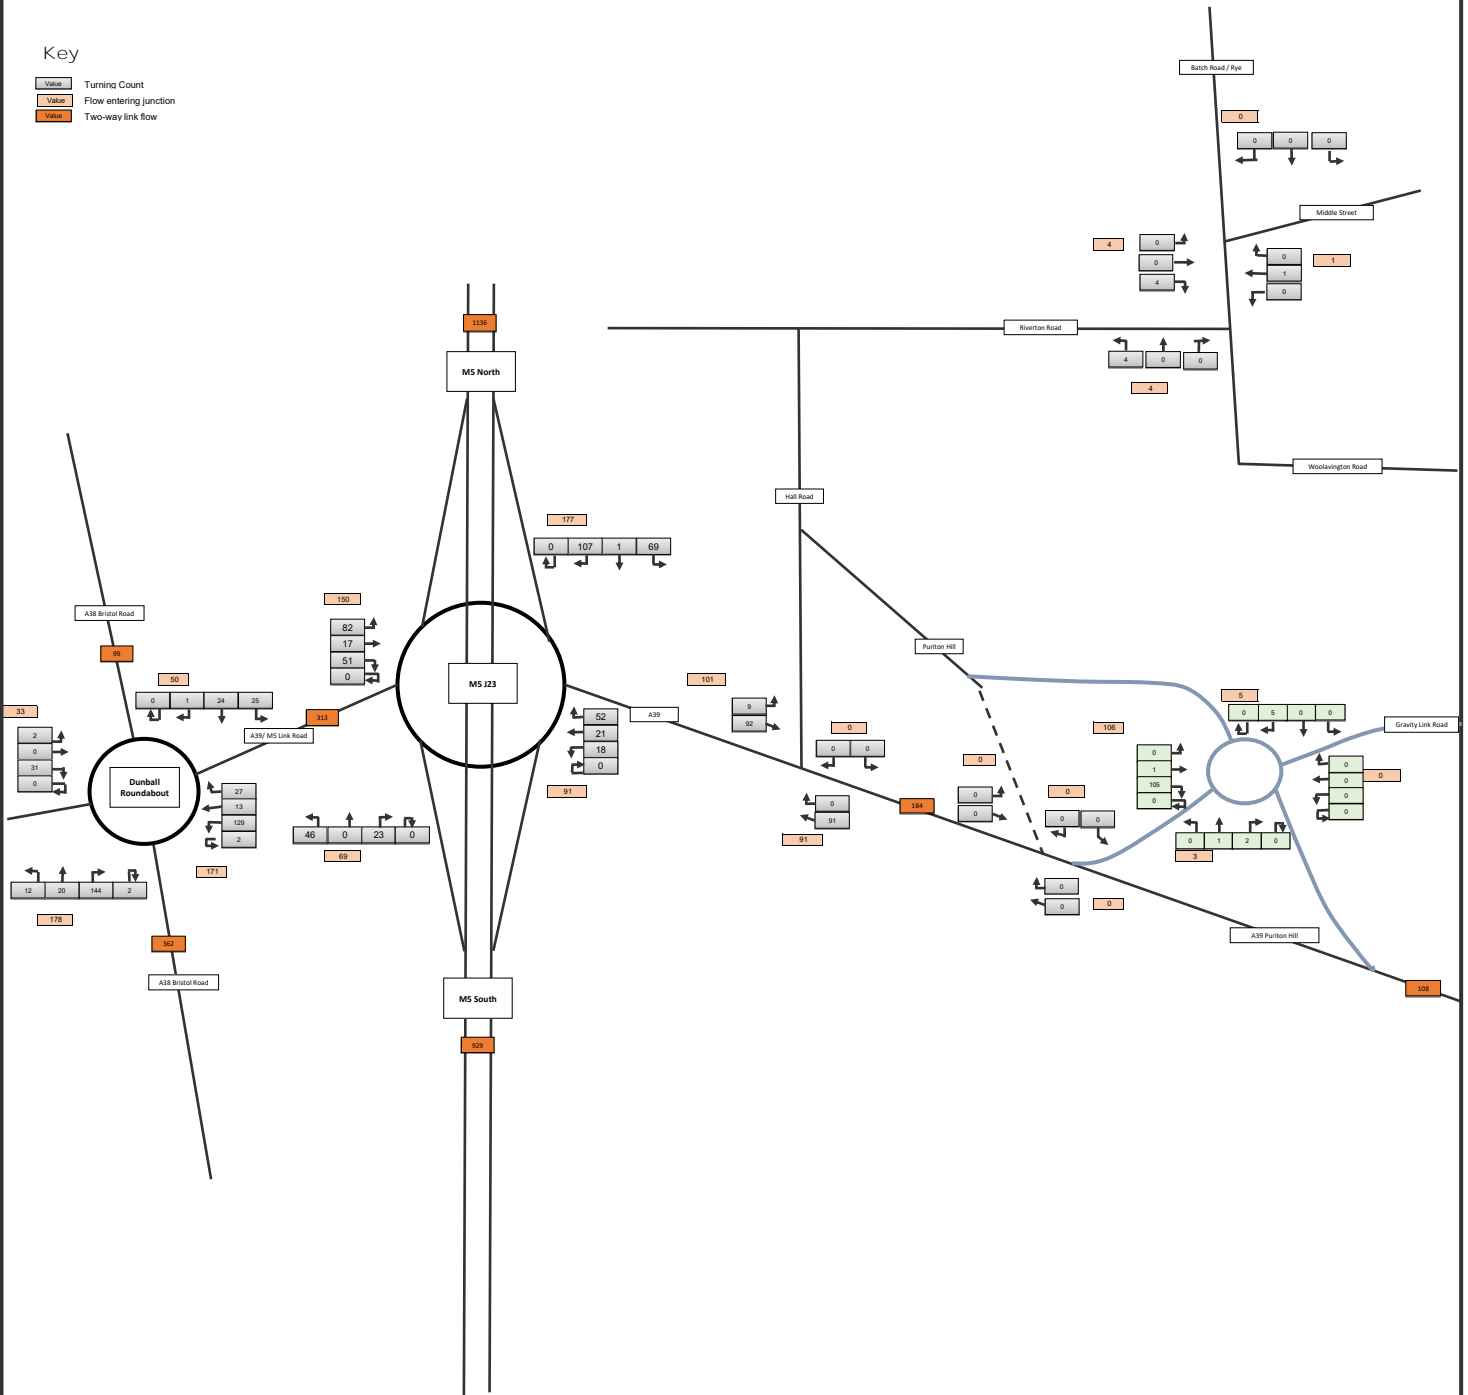 Key
Value Turning Count
Value Flow entering junction
Value Two-way link flow
Batch Road / Rye
0
0 0 0
Middle Street
4
0
0
4
0
1
0
1
Riverton Road
4 0 0
4
Woolavington Road
1136
M5 North
Hall Road
177
0 107 1 69
150
82
17
51
0
A38 Bristol Road
99
50
0 1 24 25
33
2
0
31
0
313
A39/ M5 Link Road
M5 J23
Dunball
Roundabout
27
13
129
2
171
12 20 144 2
178
362
A38 Bristol Road
46 0 23 0
69
52
21
18
0
91
A39
101
9
92
0
0 0
0
91
91
184
Puriton Hill
0
0
0
0
0 0
0
0
0
106
0
1
105
0
5
0 5 0 0
Gravity Link Road
0
0
0
0
0
0 1 2 0
3
A39 Puriton Hill
108
M5 South
929